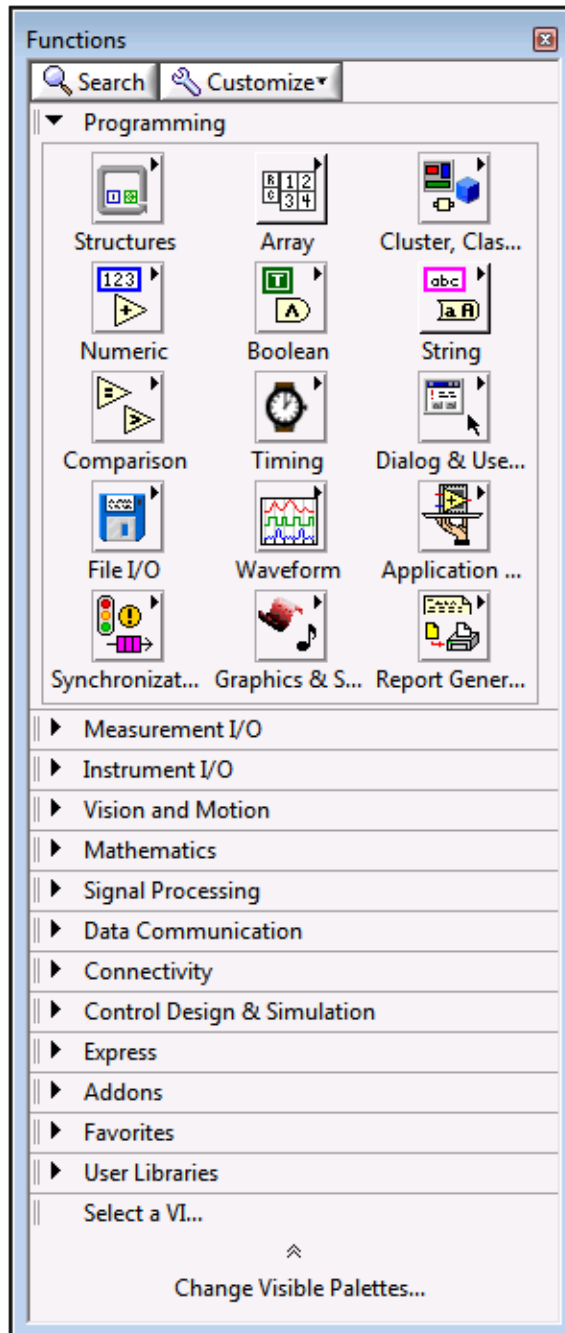 Functions
Search Customize
Programming
Structures Array Cluster, Clas...
123 T abc
a A
Numeric Boolean String
Comparison Timing Dialog & Use...
File I/O Waveform Application ...
Synchronizat... Graphics & S... Report Gener...
Measurement I/O
Instrument I/O
Vision and Motion
Mathematics
Signal Processing
Data Communication
Connectivity
Control Design & Simulation
Express
Addons
Favorites
User Libraries
Select a VI...
Change Visible Palettes...